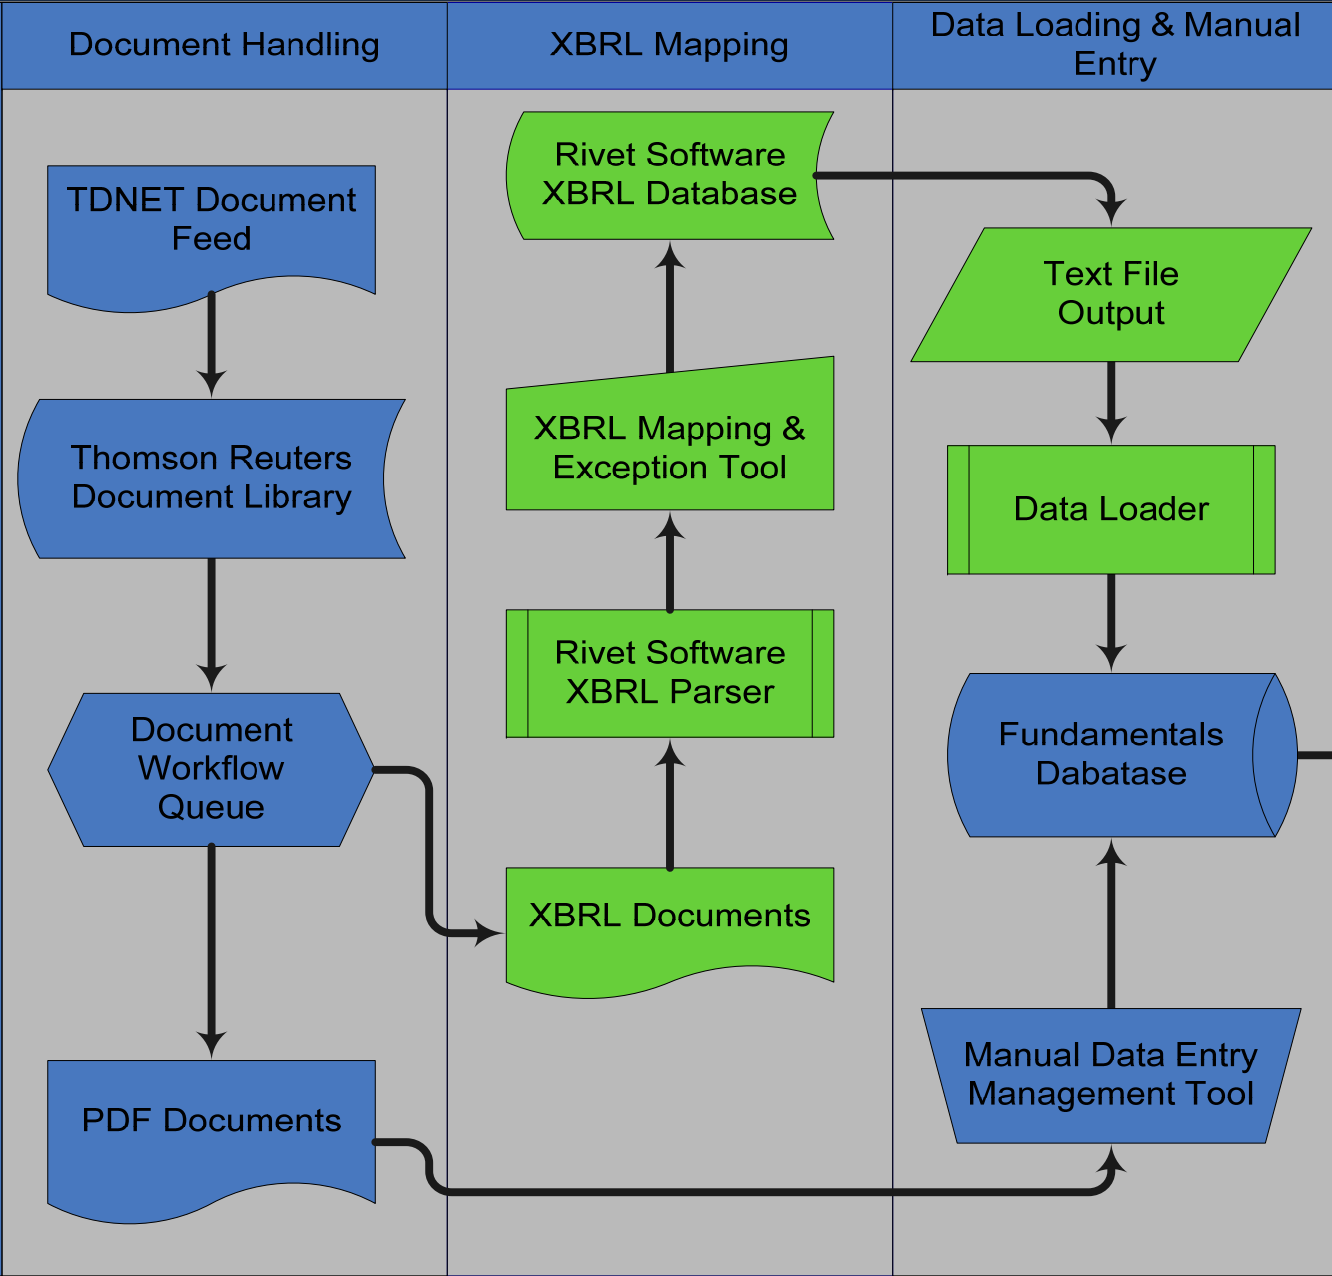 Document Handling
XBRL Mapping
Data Loading & Manual
Entry
TDNET Document
Feed
Thomson Reuters
Document Library
Document
Workflow
Queue
PDF Documents
Rivet Software
XBRL Database
XBRL Mapping &
Exception Tool
Rivet Software
XBRL Parser
XBRL Documents
Text File
Output
Data Loader
Fundamentals
Dabatase
Manual Data Entry
Management Tool